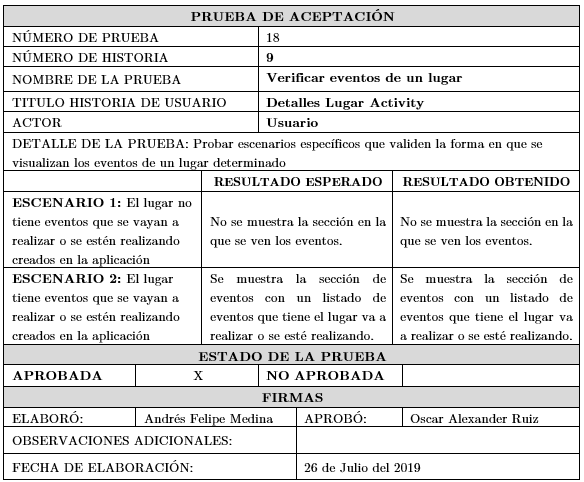 PRUEBA DE ACEPTACIÓN
NÚMERO DE PRUEBA 18
NÚMERO DE HISTORIA 9
NOMBRE DE LA PRUEBA Verificar eventos de un lugar
TITULO HISTORIA DE USUARIO Detalles Lugar Activity
ACTOR Usuario
DETALLE DE LA PRUEBA: Probar escenarios específicos que validen la forma en que se
visualizan los eventos de un lugar determinado
RESULTADO ESPERADO RESULTADO OBTENIDO
ESCENARIO 1: El lugar no
tiene eventos que se vayan a
realizar o se estén realizando
creados en la aplicación
No se muestra la sección en la
que se ven los eventos.
No se muestra la sección en la
que se ven los eventos.
ESCENARIO 2: El lugar
tiene eventos que se vayan a
realizar o se estén realizando
creados en la aplicación
Se muestra la sección de
eventos con un listado de
eventos que tiene el lugar va a
realizar o se esté realizando.
Se muestra la sección de
eventos con un listado de
eventos que tiene el lugar va
a realizar o se esté realizando.
ESTADO DE LA PRUEBA
APROBADA X NO APROBADA
FIRMAS
ELABORÓ: Andrés Felipe Medina APROBÓ: Oscar Alexander Ruiz
OBSERVACIONES ADICIONALES:
FECHA DE ELABORACIÓN: 26 de Julio del 2019